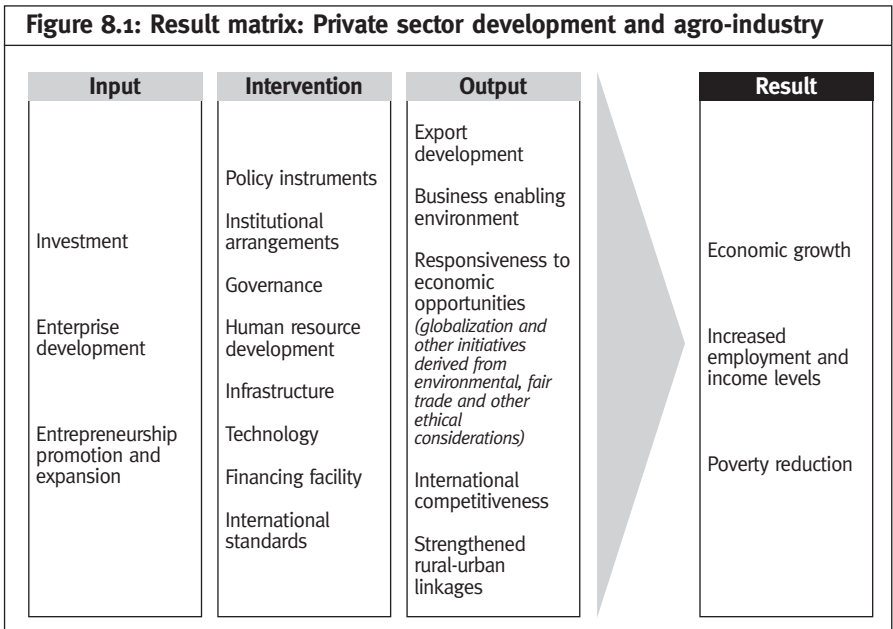 Figure 8.1: Result matrix: Private sector development and agro-industry
Input
Investment
Enterprise
development
Entrepreneurship
promotion and
expansion
Intervention
Policy instruments
Institutional
arrangements
Governance
Human resource
development
Infrastructure
Technology
Financing facility
International
standards
Output
Export
development
Business enabling
environment
Responsiveness to
economic
opportunities
(globalization and
other initiatives
derived from
environmental, fair
trade and other
ethical
considerations)
International
competitiveness
Strengthened
rural-urban
linkages
Result
Economic growth
Increased
employment and
income levels
Poverty reduction